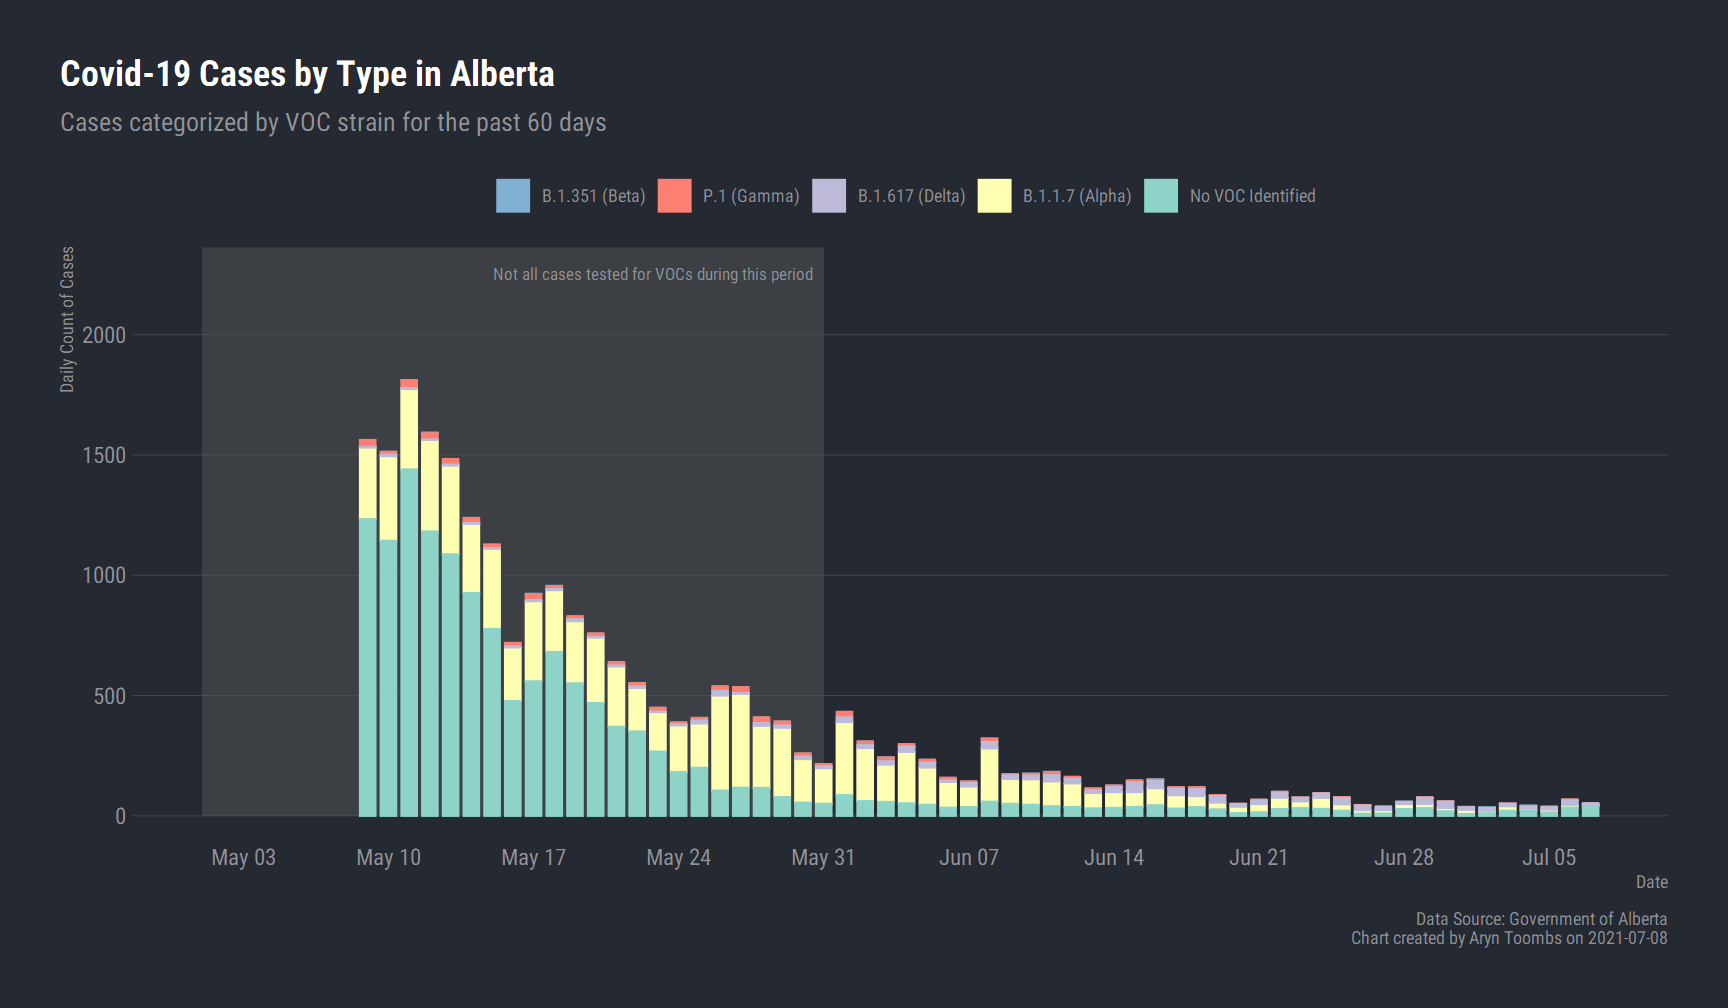 Covid-19 Cases by Type in Alberta
Cases categorized by VOC strain for the past 60 days
B.1.351 (Beta) P.1 (Gamma) B.1.617 (Delta) B.1.1.7 (Alpha) No VOC Identified
Daily Count of Cases
Not all cases tested for VOCs during this period
2000
1500
1000
500
0
May 03 May 10 May 17 May 24 May 31 Jun 07 Jun 14 Jun 21 Jun 28 Jul 05
Date
Data Source: Government of Alberta
Chart created by Aryn Toombs on 2021-07-08